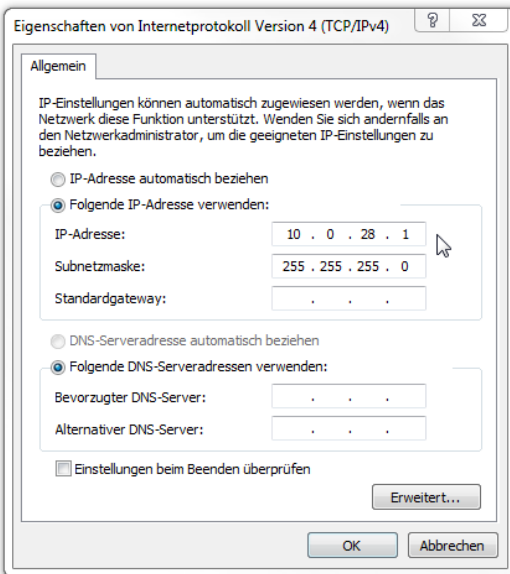 Eigenschaften von Internetprotokoll Version 4 (TCP/IPv4)
Allgemein
IP-Einstellungen können automatisch zugewiesen werden, wenn das
Netzwerk diese Funktion unterstützt. Wenden Sie sich andernfalls an
den Netzwerkadministrator, um die geeigneten IP-Einstellungen zu
beziehen.
IP-Adresse automatisch beziehen
Folgende IP-Adresse verwenden:
IP-Adresse: 10 . 0 . 28 . 1
Subnetzmaske: 255 . 255 . 255 . 0
Standardgateway: . . .
DNS-Serveradresse automatisch beziehen
Folgende DNS-Serveradressen verwenden:
Bevorzugter DNS-Server: . . .
Alternativer DNS-Server: . . .
Einstellungen beim Beenden überprüfen
Erweitert...
OK Abbrechen